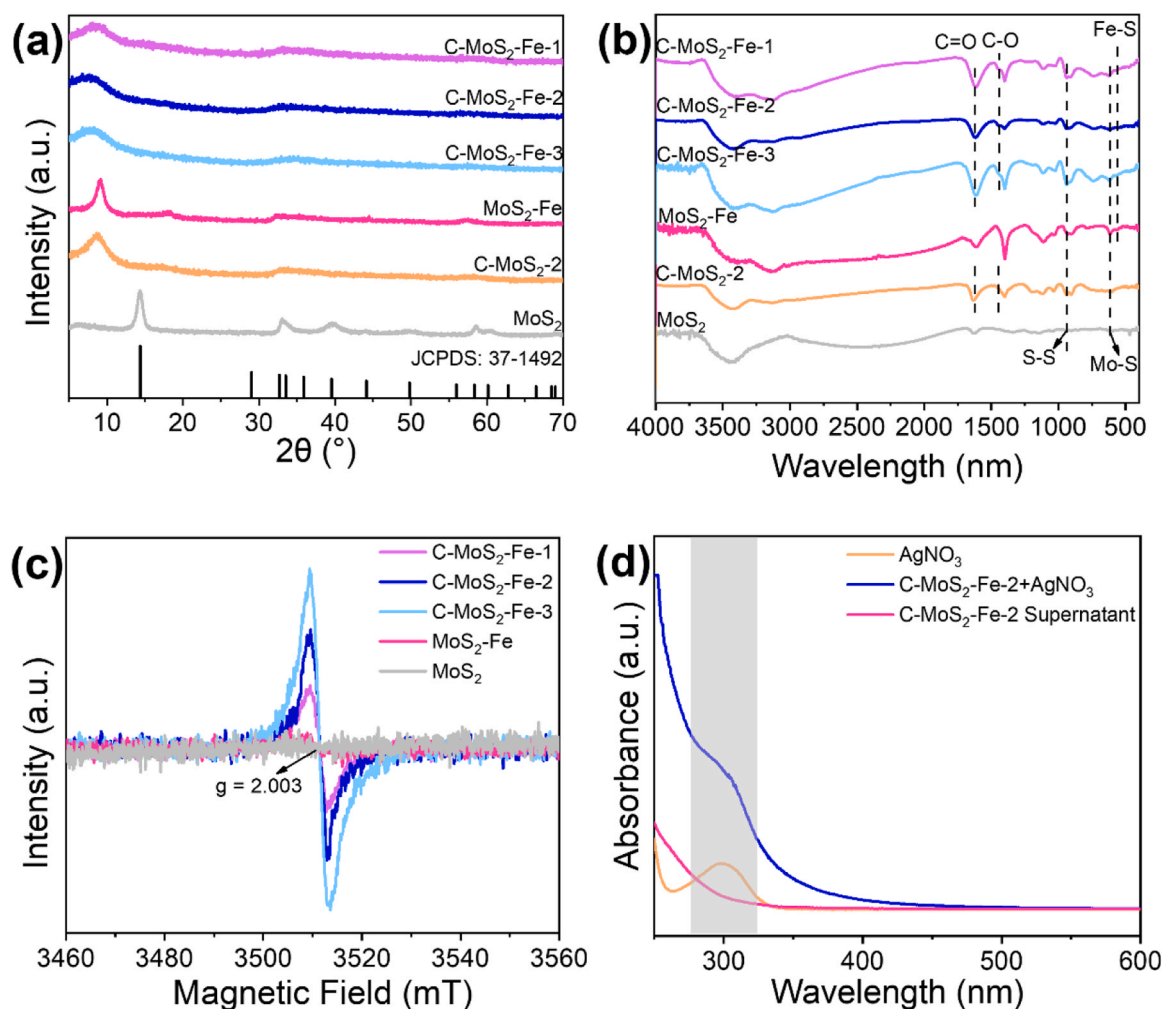 (a)
C-MoS₂-Fe-1
C-MoS₂-Fe-2
C-MoS₂-Fe-3
MoS₂-Fe
C-MoS₂-2
MoS₂
JCPDS: 37-1492
Intensity (a.u.)
10 20 30 40 50 60 70
2θ (°)
(b)
C=O C-O Fe-S
C-MoS₂-Fe-1
C-MoS₂-Fe-2
C-MoS₂-Fe-3
MoS₂-Fe
C-MoS₂-2
MoS₂
S-S Mo-S
4000 3500 3000 2500 2000 1500 1000 500
Wavelength (nm)
(c)
C-MoS₂-Fe-1
C-MoS₂-Fe-2
C-MoS₂-Fe-3
MoS₂-Fe
MoS₂
g = 2.003
Intensity (a.u.)
3460 3480 3500 3520 3540 3560
Magnetic Field (mT)
(d)
AgNO₃
C-MoS₂-Fe-2+AgNO₃
C-MoS₂-Fe-2 Supernatant
Absorbance (a.u.)
300 400 500 600
Wavelength (nm)